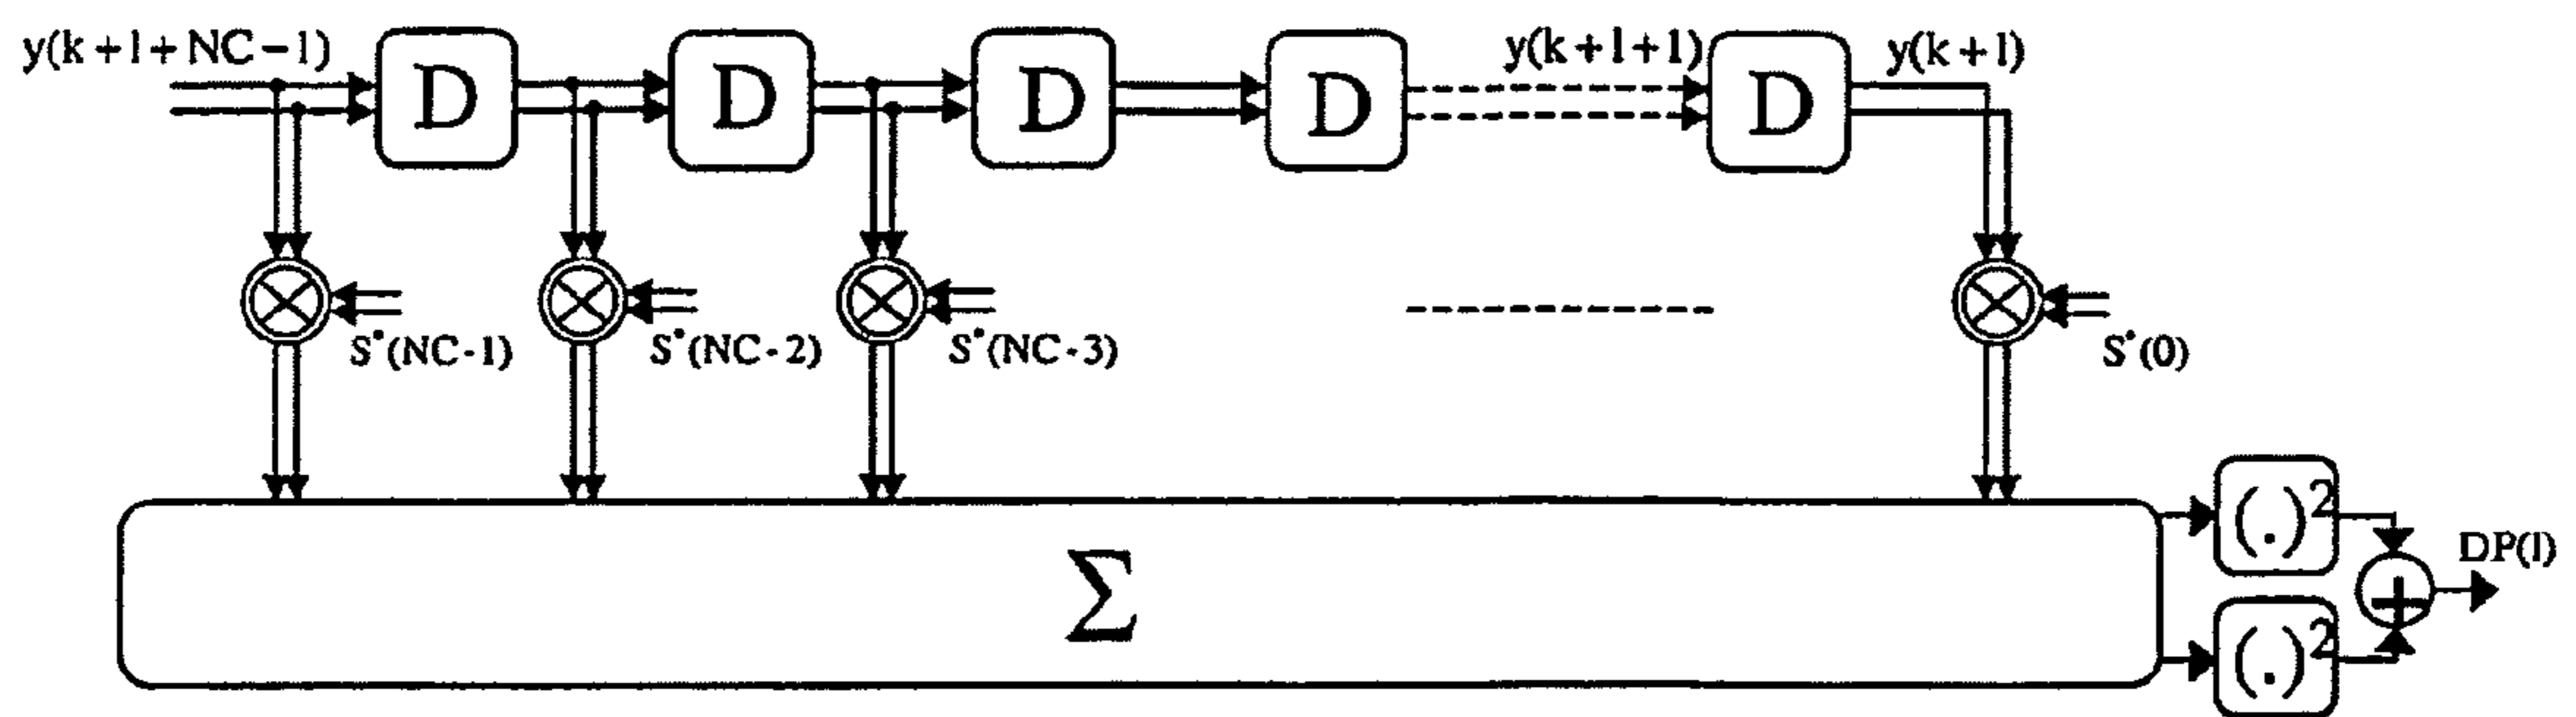 y(k+l+NC-1)
D
D
D
D
y(k+l+1)
D
y(k+l)
S*(NC-1)
S*(NC-2)
S*(NC-3)
S*(0)
Σ
(.)²
(.)²
+
DP(l)